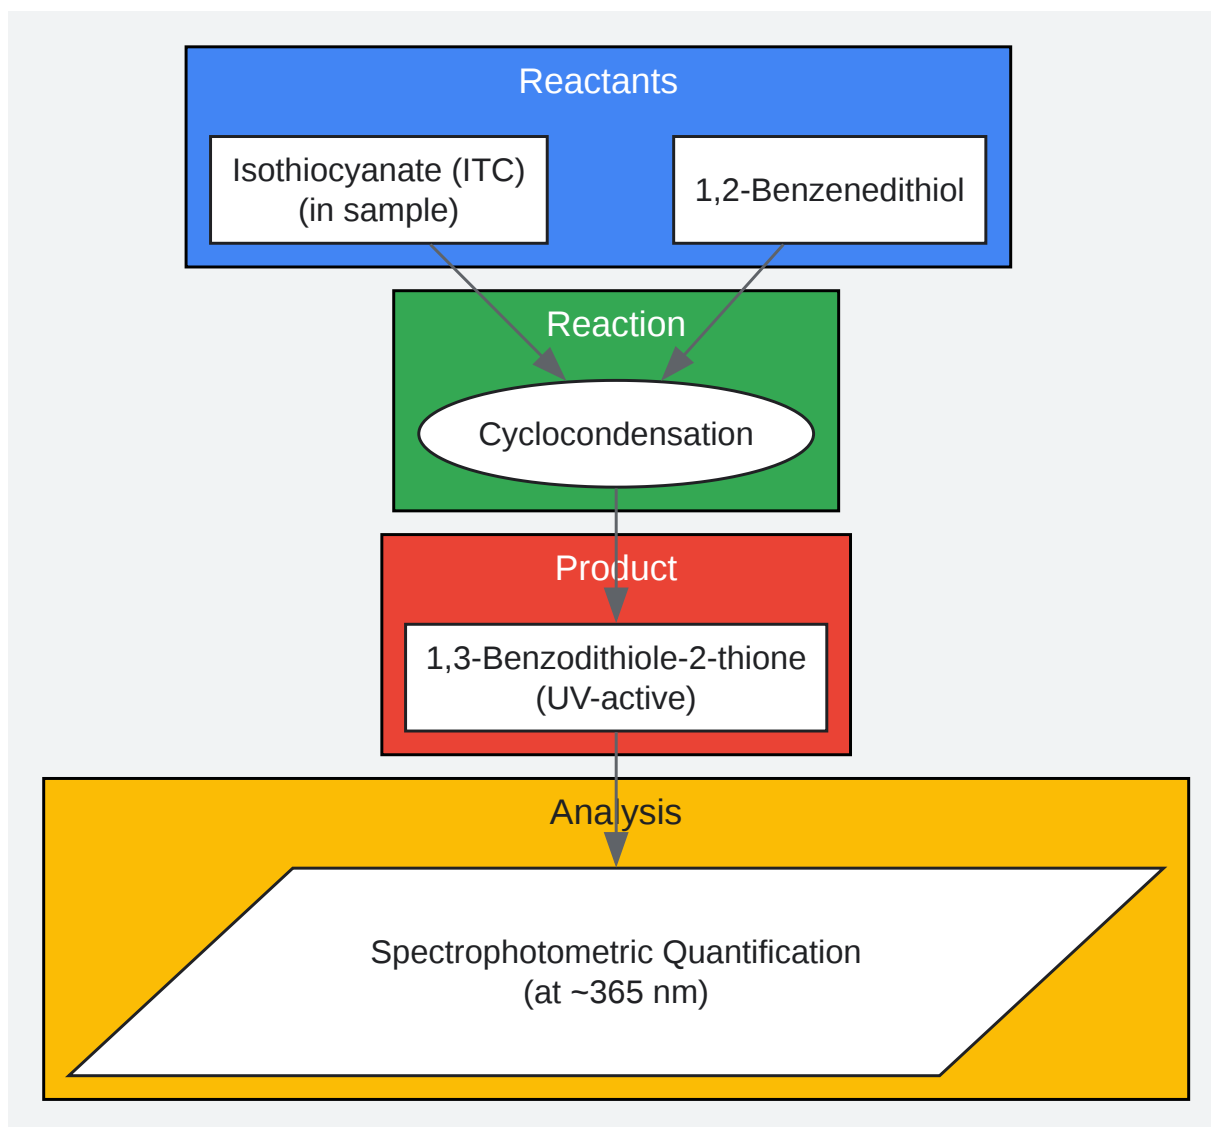 Reactants
Isothiocyanate (ITC)
(in sample)
1,2-Benzenedithiol
Reaction
Cyclocondensation
Product
1,3-Benzodithiole-2-thione
(UV-active)
Analysis
Spectrophotometric Quantification
(at ~365 nm)